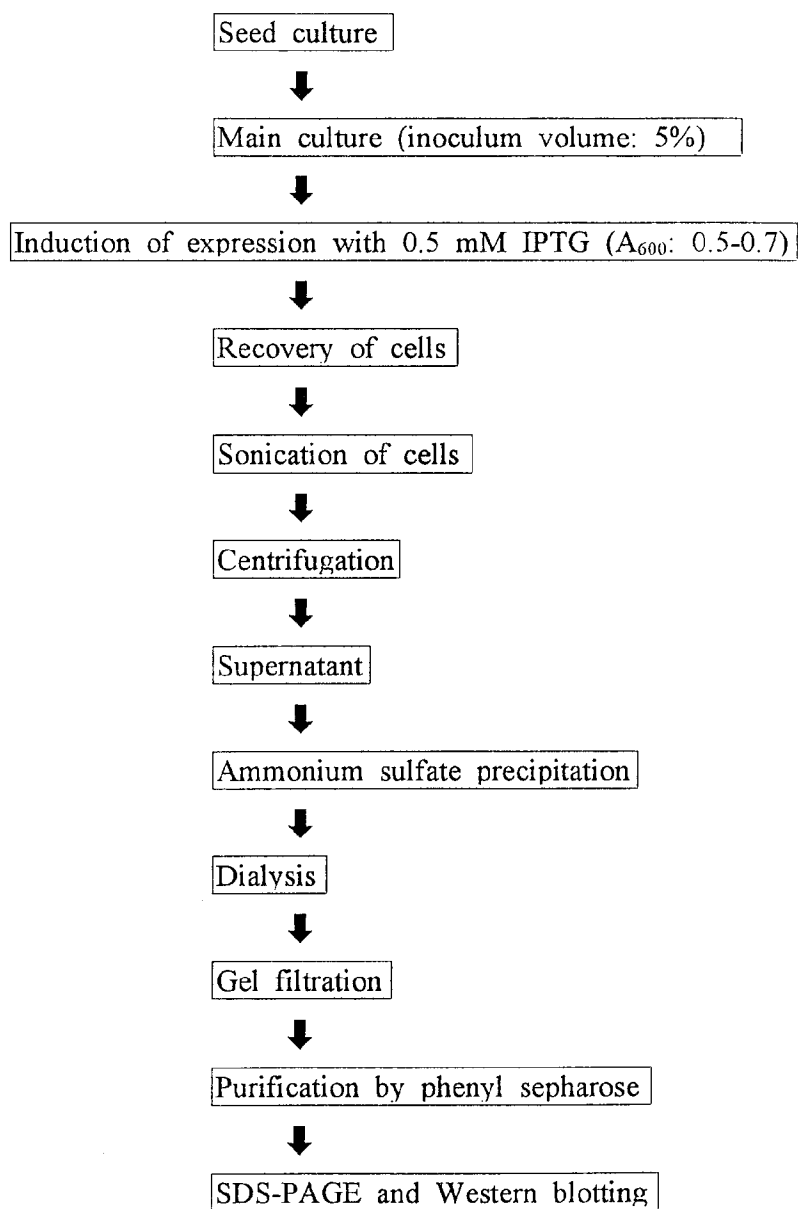 Seed culture
Main culture (inoculum volume: 5%)
Induction of expression with 0.5 mM IPTG (A600: 0.5-0.7)
Recovery of cells
Sonication of cells
Centrifugation
Supernatant
Ammonium sulfate precipitation
Dialysis
Gel filtration
Purification by phenyl sepharose
SDS-PAGE and Western blotting